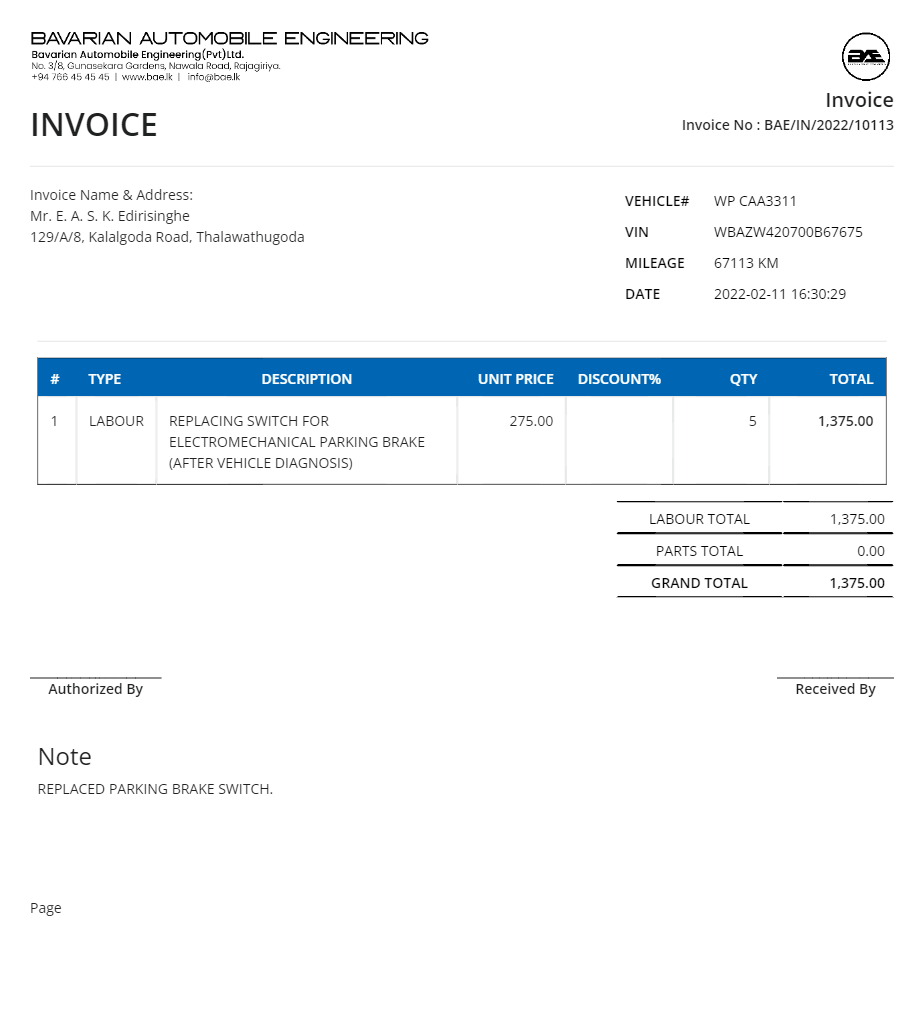 BAVARIAN AUTOMOBILE ENGINEERING
Bavarian Automobile Engineering(Pvt)Ltd.
No. 3/8, Gunasekara Gardens, Nawala Road, Rajagiriya.
+94 766 45 45 45 | www.bae.lk | info@bae.lk
BAE
Invoice
INVOICE
Invoice No : BAE/IN/2022/10113
Invoice Name & Address:
Mr. E. A. S. K. Edirisinghe
129/A/8, Kalalgoda Road, Thalawathugoda
VEHICLE# WP CAA3311
VIN WBAZW420700B67675
MILEAGE 67113 KM
DATE 2022-02-11 16:30:29
# TYPE DESCRIPTION UNIT PRICE DISCOUNT% QTY TOTAL
1 LABOUR REPLACING SWITCH FOR 275.00 5 1,375.00
ELECTROMECHANICAL PARKING BRAKE
(AFTER VEHICLE DIAGNOSIS)
LABOUR TOTAL 1,375.00
PARTS TOTAL 0.00
GRAND TOTAL 1,375.00
Authorized By Received By
Note
REPLACED PARKING BRAKE SWITCH.
Page